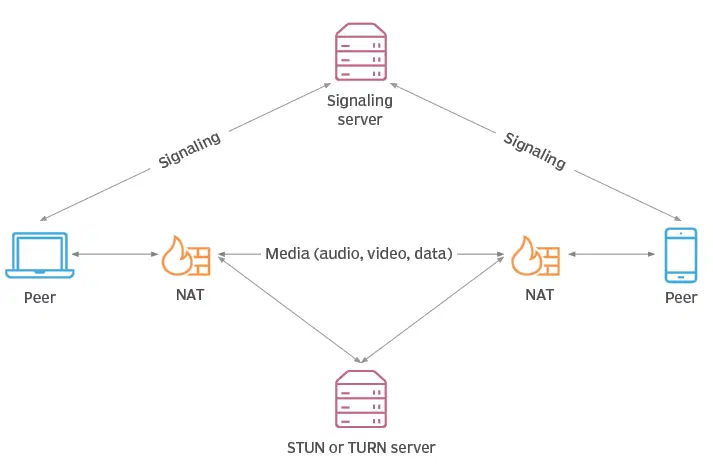 Signaling
server
Signaling
Signaling
Media (audio, video, data)
Peer
NAT
NAT
Peer
STUN or TURN server